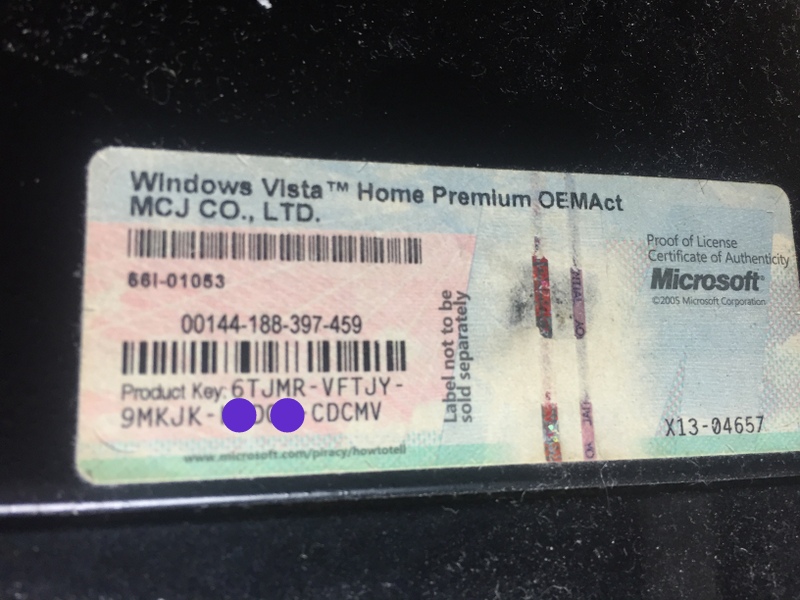 Windows Vista™ Home Premium OEMAct
MCJ CO., LTD.
66I-01053
00144-188-397-459
Product Key: 6TJMR-VFTJY-
9MKJK- CDCMV
www.microsoft.com/piracy/howtotell
Label not to be
sold separately
Proof of License
Certificate of Authenticity
Microsoft®
©2005 Microsoft Corporation
X13-04657